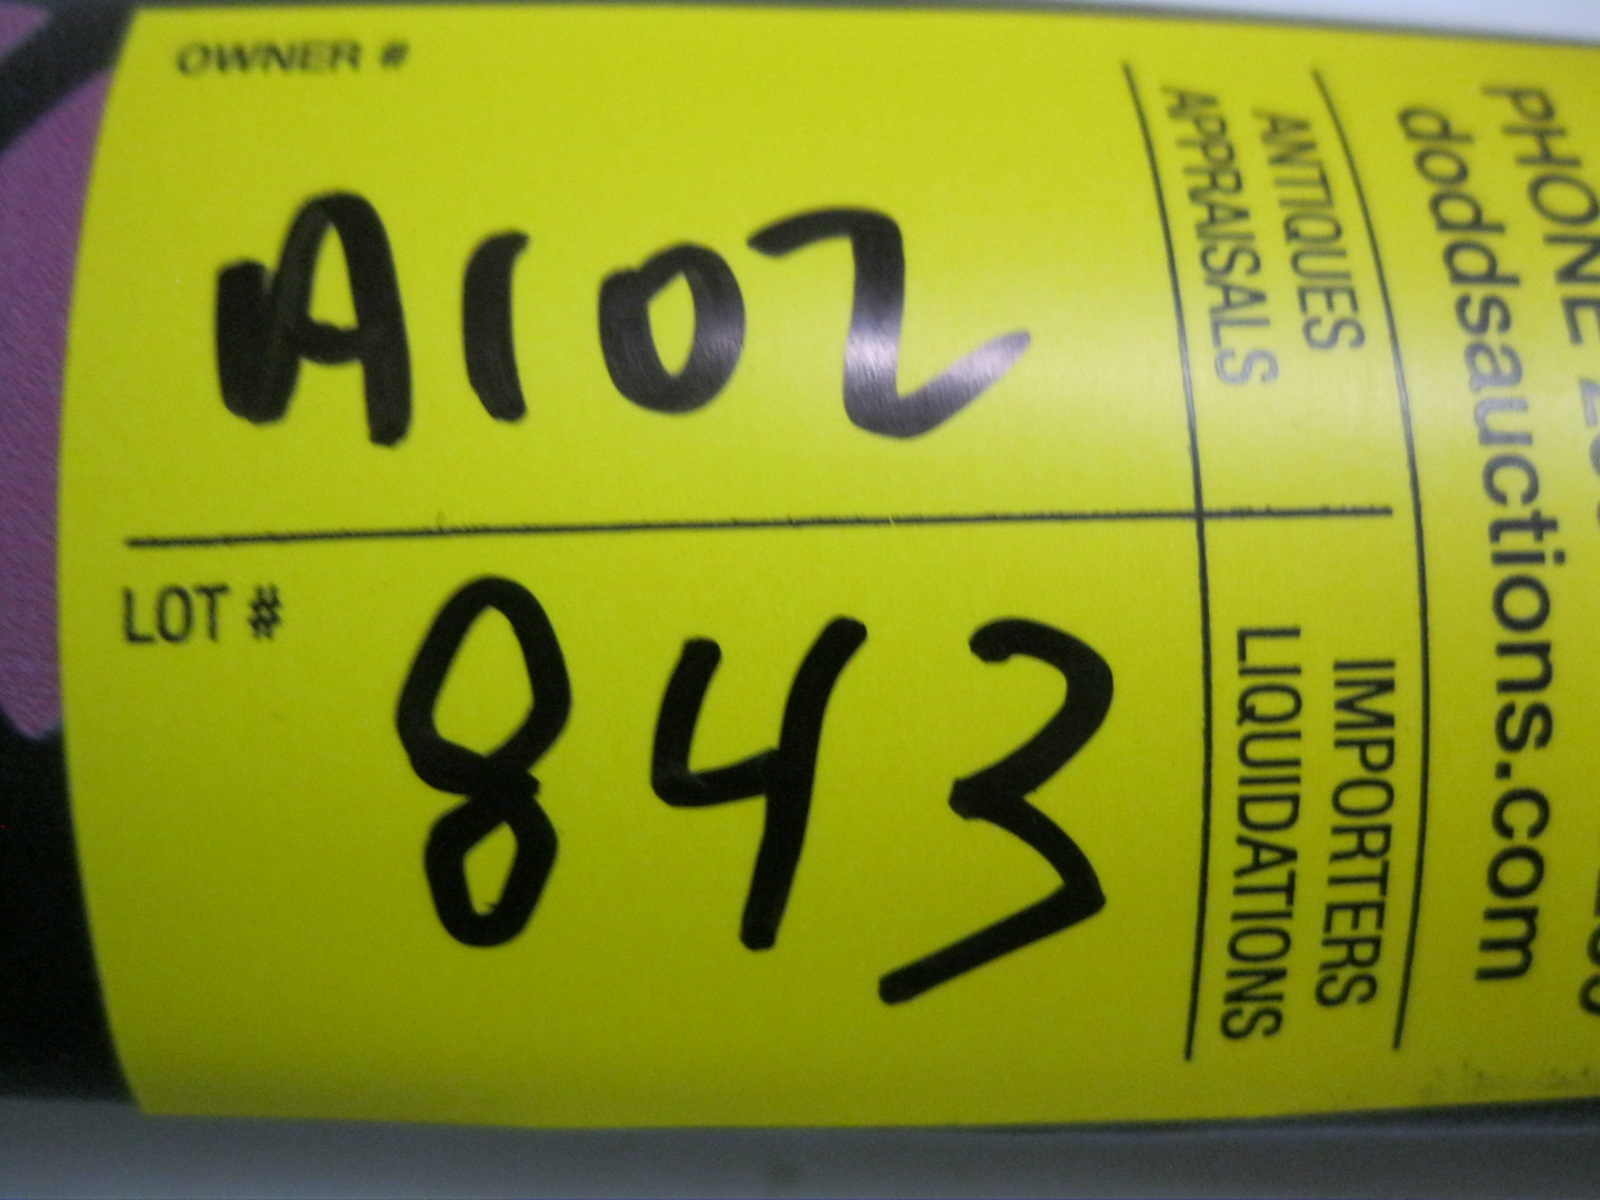 OWNER #
A102
LOT #
843
ANTIQUES
APPRAISALS
IMPORTERS
LIQUIDATIONS
PHONE
doddsauctions.com